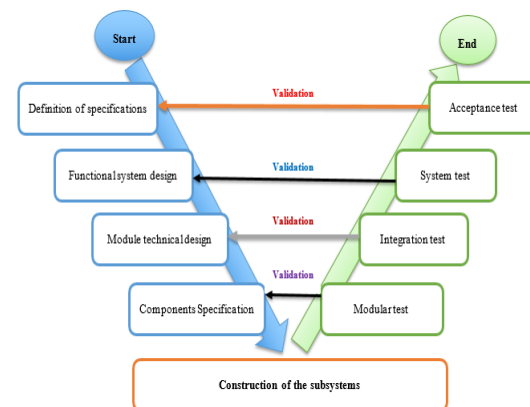 Start
End
Validation
Definition of specifications
Acceptance test
Validation
Functional system design
System test
Validation
Module technical design
Integration test
Validation
Components Specification
Modular test
Construction of the subsystems